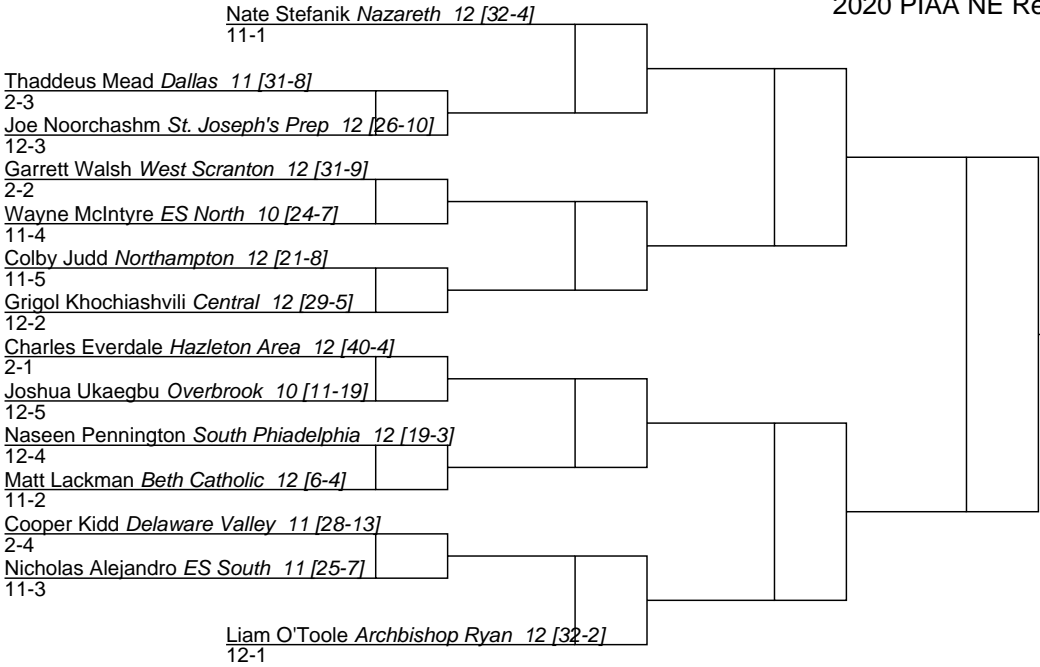 2020 PIAA NE Re
Nate Stefanik Nazareth 12 [32-4]
11-1
Thaddeus Mead Dallas 11 [31-8]
2-3
Joe Noorchashm St. Joseph's Prep 12 [26-10]
12-3
Garrett Walsh West Scranton 12 [31-9]
2-2
Wayne McIntyre ES North 10 [24-7]
11-4
Colby Judd Northampton 12 [21-8]
11-5
Grigol Khochiashvili Central 12 [29-5]
12-2
Charles Everdale Hazleton Area 12 [40-4]
2-1
Joshua Ukaegbu Overbrook 10 [11-19]
12-5
Naseen Pennington South Phiadelphia 12 [19-3]
12-4
Matt Lackman Beth Catholic 12 [6-4]
11-2
Cooper Kidd Delaware Valley 11 [28-13]
2-4
Nicholas Alejandro ES South 11 [25-7]
11-3
Liam O'Toole Archbishop Ryan 12 [32-2]
12-1